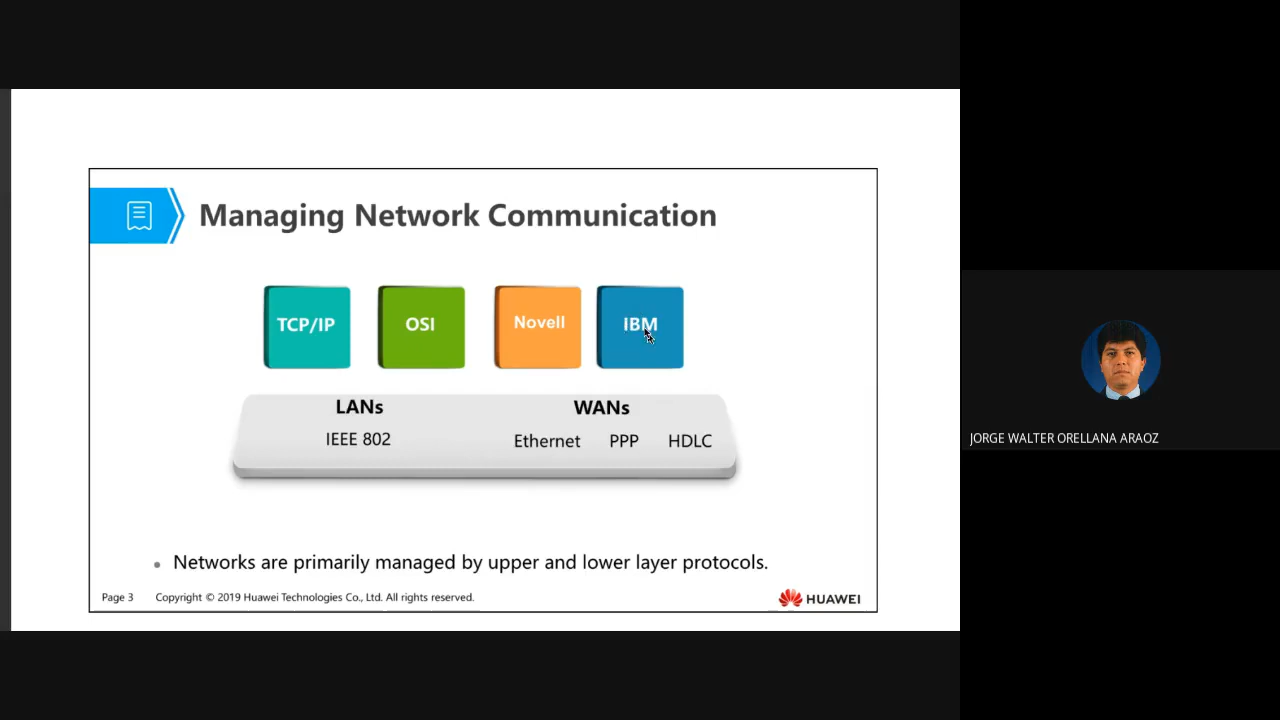 Managing Network Communication
TCP/IP
OSI
Novell
IBM
LANs
WANs
IEEE 802
Ethernet PPP HDLC
• Networks are primarily managed by upper and lower layer protocols.
Page 3 Copyright © 2019 Huawei Technologies Co., Ltd. All rights reserved.
HUAWEI
JORGE WALTER ORELLANA ARAOZ